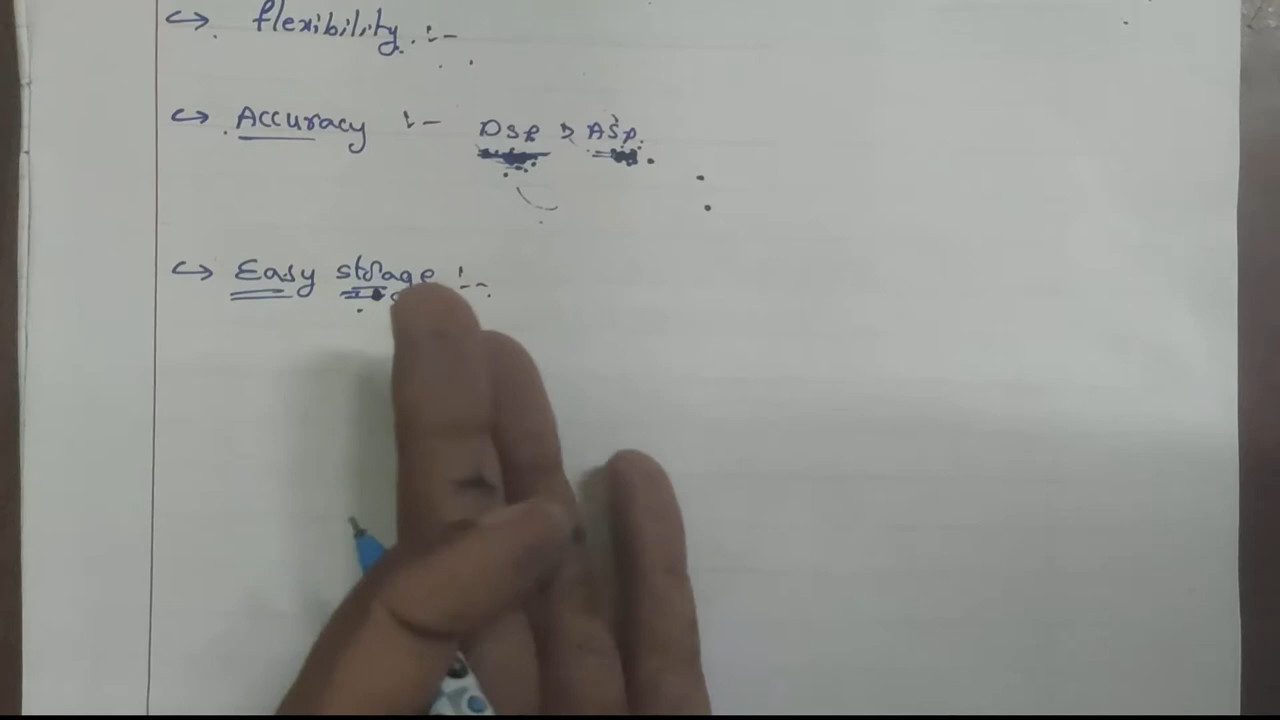 ↪ flexibility :-
↪ Accuracy :- DSP > ASP.
↪ Easy storage :-